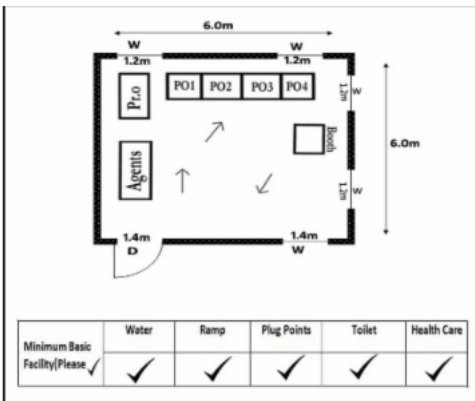 6.0m
W W
1.2m 1.2m
Pr.o PO1 PO2 PO3 PO4
1.2m W
Booth
6.0m
Agents
1.2m W
1.4m 1.4m
D W
Water Ramp Plug Points Toilet Health Care
Minimum Basic
Facility(Please ✓ ✓ ✓ ✓ ✓ ✓